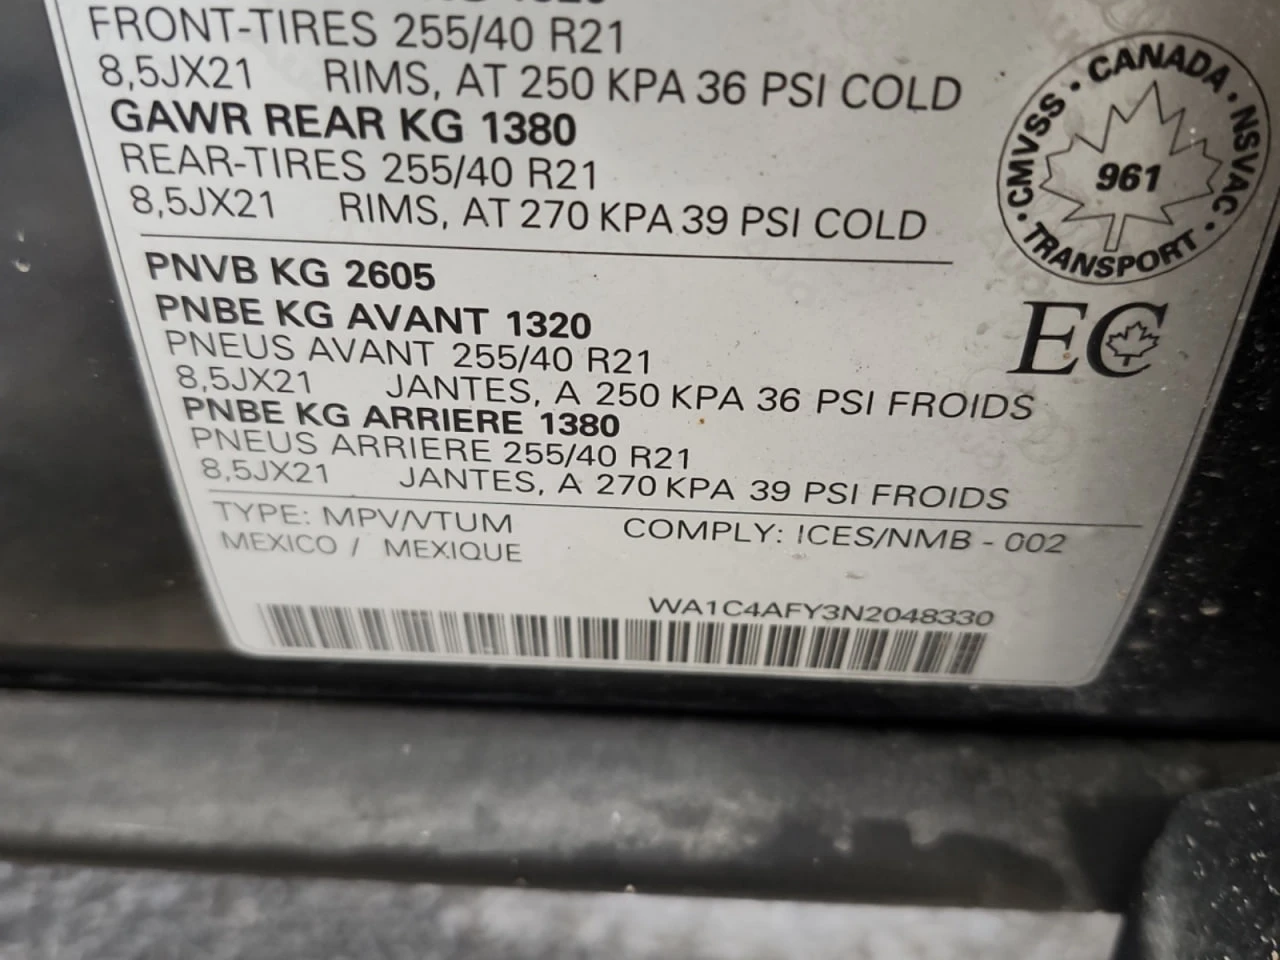 FRONT-TIRES 255/40 R21
8,5JX21 RIMS, AT 250 KPA 36 PSI COLD
GAWR REAR KG 1380
REAR-TIRES 255/40 R21
8,5JX21 RIMS, AT 270 KPA 39 PSI COLD
CMVSS · CANADA · NSVAC · TRANSPORT ·
961
PNVB KG 2605
PNBE KG AVANT 1320
PNEUS AVANT 255/40 R21
8,5JX21 JANTES, A 250 KPA 36 PSI FROIDS
PNBE KG ARRIERE 1380
PNEUS ARRIERE 255/40 R21
8,5JX21 JANTES, A 270 KPA 39 PSI FROIDS
EC
TYPE: MPV/VTUM COMPLY: ICES/NMB - 002
MEXICO / MEXIQUE
WA1C4AFY3N2048330